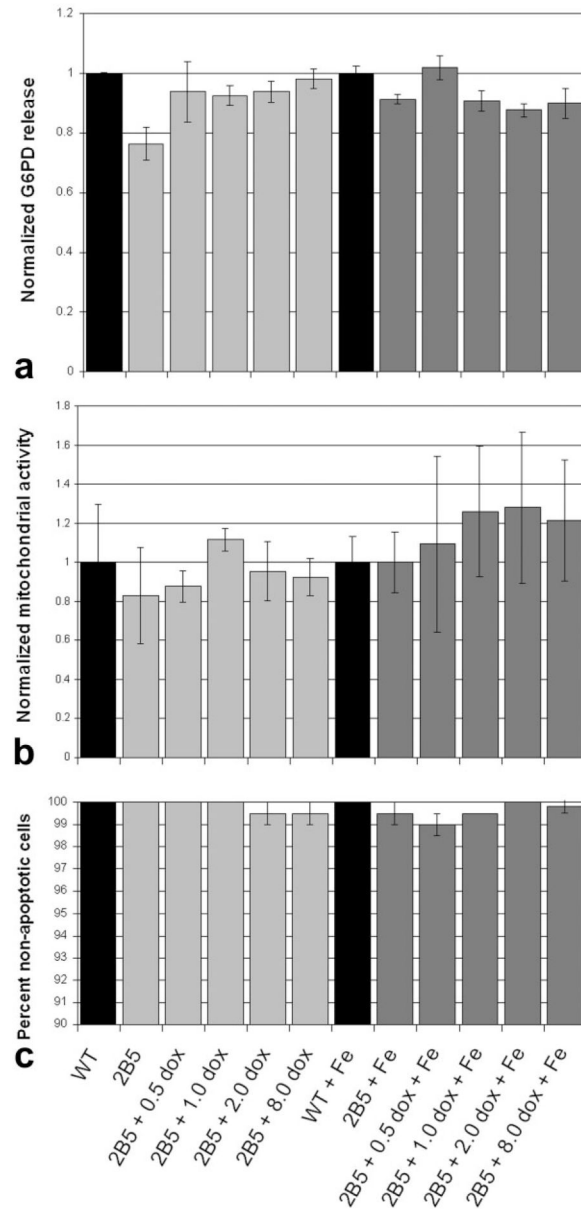 1.2
1
0.8
0.6
0.4
0.2
0
Normalized G6PD release
a
1.8
1.6
1.4
1.2
1
0.8
0.6
0.4
0.2
0
Normalized mitochondrial activity
b
100
99
98
97
96
95
94
93
92
91
90
Percent non-apoptotic cells
c
WT
2B5
2B5 + 0.5 dox
2B5 + 1.0 dox
2B5 + 2.0 dox
2B5 + 8.0 dox
WT + Fe
2B5 + Fe
2B5 + 0.5 dox + Fe
2B5 + 1.0 dox + Fe
2B5 + 2.0 dox + Fe
2B5 + 8.0 dox + Fe